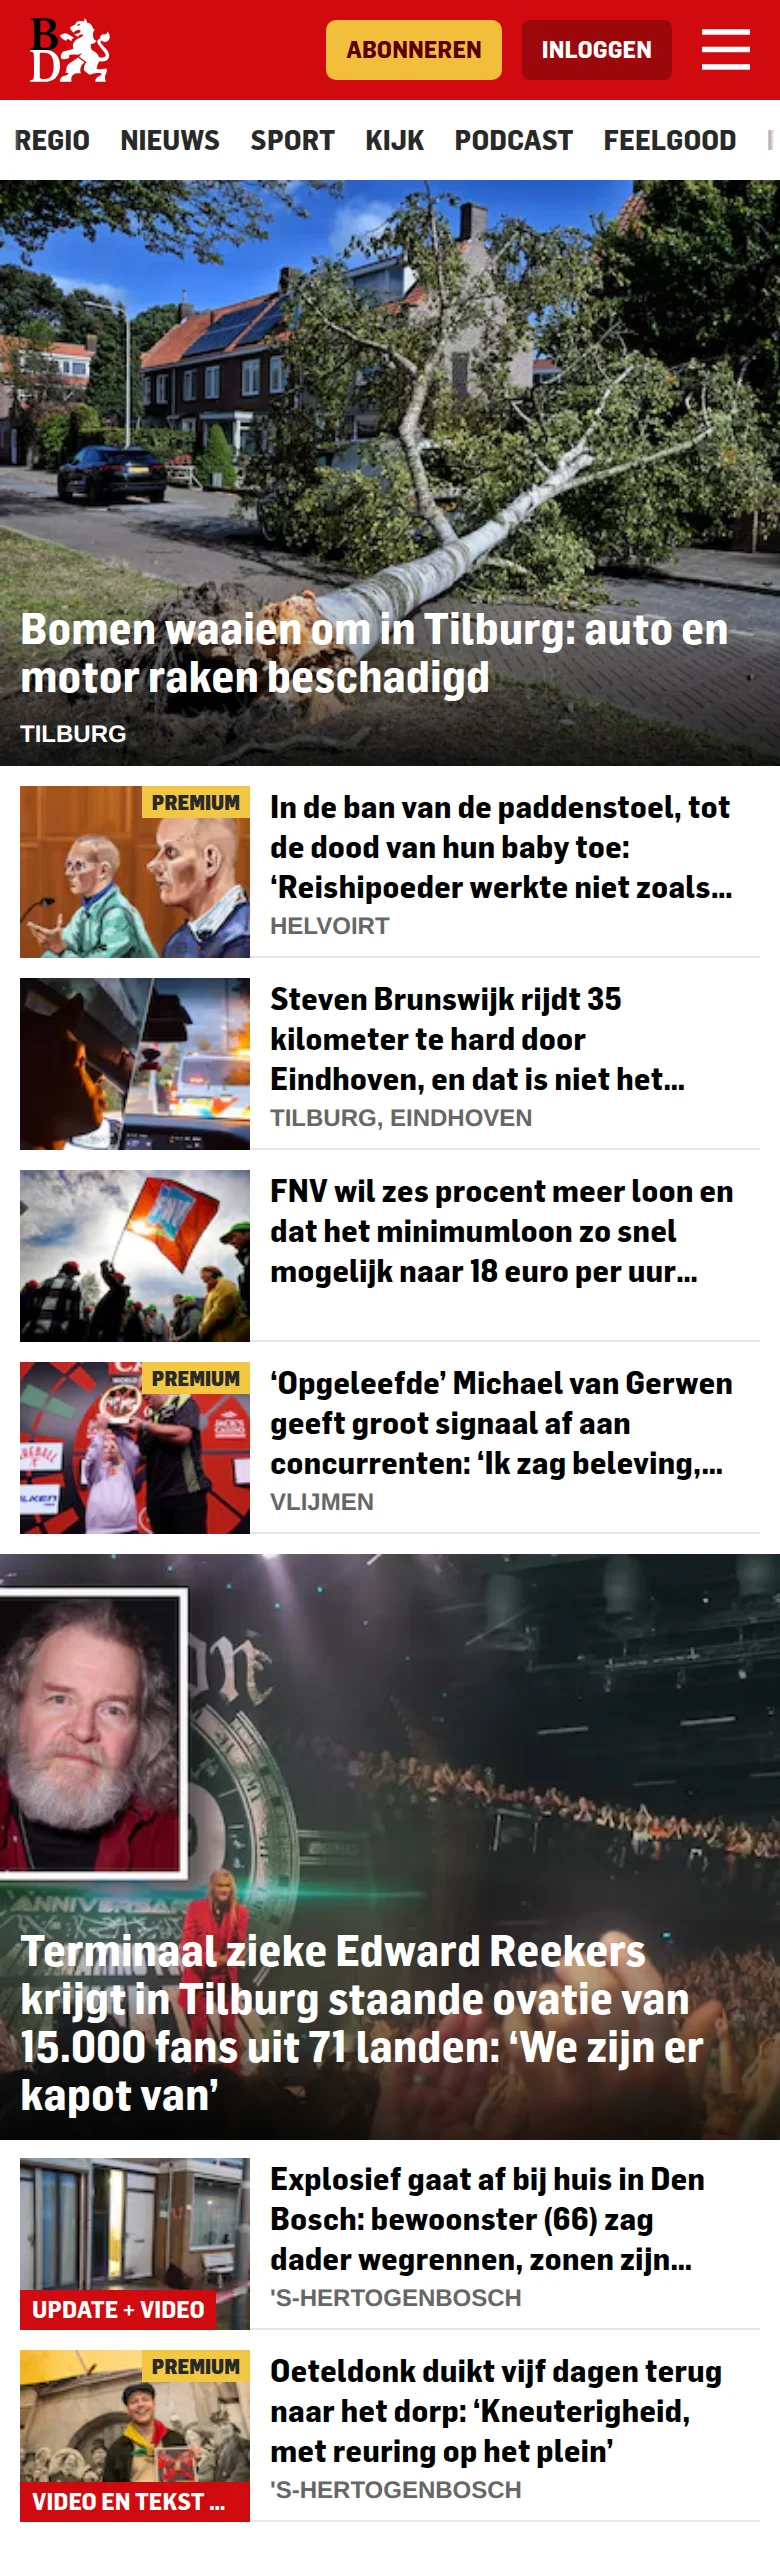 BD
ABONNEREN
INLOGGEN
REGIO NIEUWS SPORT KIJK PODCAST FEELGOOD
Bomen waaien om in Tilburg: auto en
motor raken beschadigd
TILBURG
PREMIUM
In de ban van de paddenstoel, tot
de dood van hun baby toe:
‘Reishipoeder werkte niet zoals...
HELVOIRT
Steven Brunswijk rijdt 35
kilometer te hard door
Eindhoven, en dat is niet het...
TILBURG, EINDHOVEN
FNV wil zes procent meer loon en
dat het minimumloon zo snel
mogelijk naar 18 euro per uur...
PREMIUM
‘Opgeleefde’ Michael van Gerwen
geeft groot signaal af aan
concurrenten: ‘Ik zag beleving,...
VLIJMEN
ANNIVERSA
Terminaal zieke Edward Reekers
krijgt in Tilburg staande ovatie van
15.000 fans uit 71 landen: ‘We zijn er
kapot van’
UPDATE + VIDEO
Explosief gaat af bij huis in Den
Bosch: bewoonster (66) zag
dader wegrennen, zonen zijn...
'S-HERTOGENBOSCH
PREMIUM
VIDEO EN TEKST ...
Oeteldonk duikt vijf dagen terug
naar het dorp: ‘Kneuterigheid,
met reuring op het plein’
'S-HERTOGENBOSCH